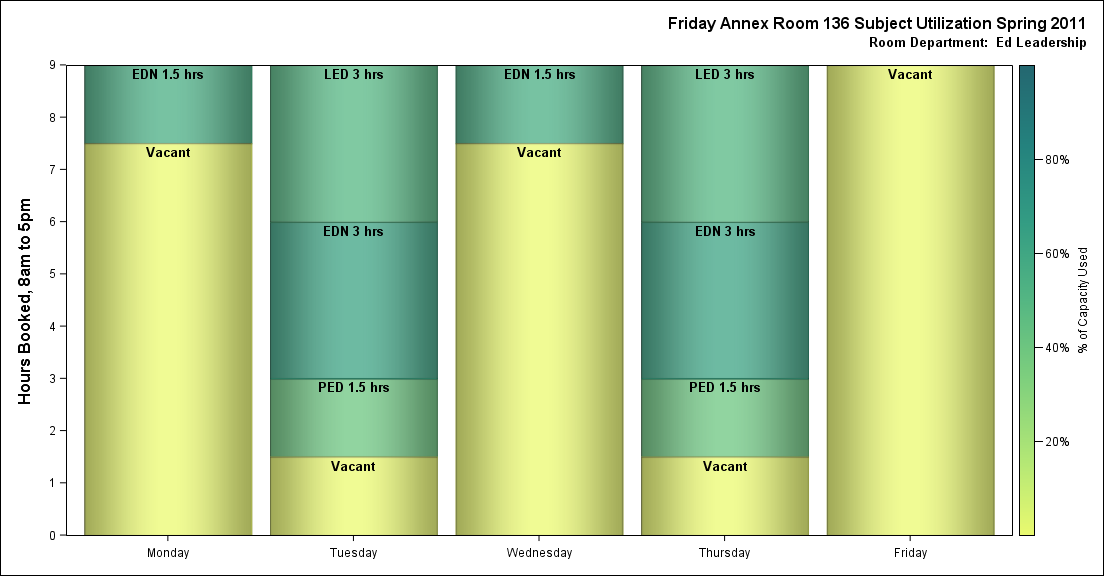 Friday Annex Room 136 Subject Utilization Spring 2011
Room Department:  Ed Leadership
Hours Booked, 8am to 5pm
9
8
7
6
5
4
3
2
1
0
EDN 1.5 hrs
Vacant
LED 3 hrs
EDN 3 hrs
PED 1.5 hrs
Vacant
EDN 1.5 hrs
Vacant
LED 3 hrs
EDN 3 hrs
PED 1.5 hrs
Vacant
Vacant
Monday
Tuesday
Wednesday
Thursday
Friday
80%
60%
40%
20%
% of Capacity Used